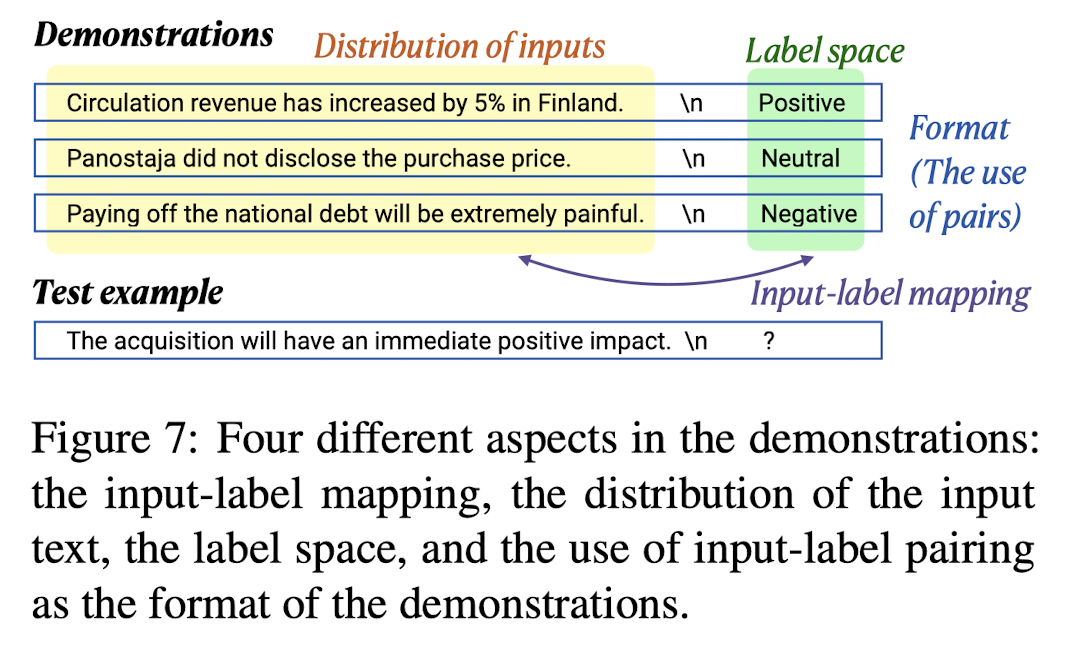 Demonstrations
Distribution of inputs
Label space
Circulation revenue has increased by 5% in Finland. \n Positive
Panostaja did not disclose the purchase price. \n Neutral
Paying off the national debt will be extremely painful. \n Negative
Format
(The use
of pairs)
Test example
Input-label mapping
The acquisition will have an immediate positive impact. \n ?
Figure 7: Four different aspects in the demonstrations:
the input-label mapping, the distribution of the input
text, the label space, and the use of input-label pairing
as the format of the demonstrations.